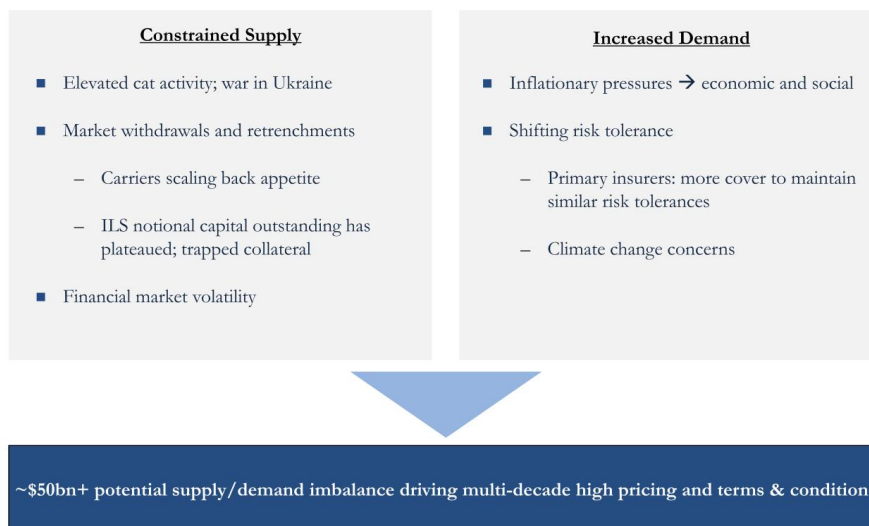 Constrained Supply
■ Elevated cat activity; war in Ukraine
■ Market withdrawals and retrenchments
– Carriers scaling back appetite
– ILS notional capital outstanding has
plateaued; trapped collateral
■ Financial market volatility
Increased Demand
■ Inflationary pressures → economic and social
■ Shifting risk tolerance
– Primary insurers: more cover to maintain
similar risk tolerances
– Climate change concerns
~$50bn+ potential supply/demand imbalance driving multi-decade high pricing and terms & condition